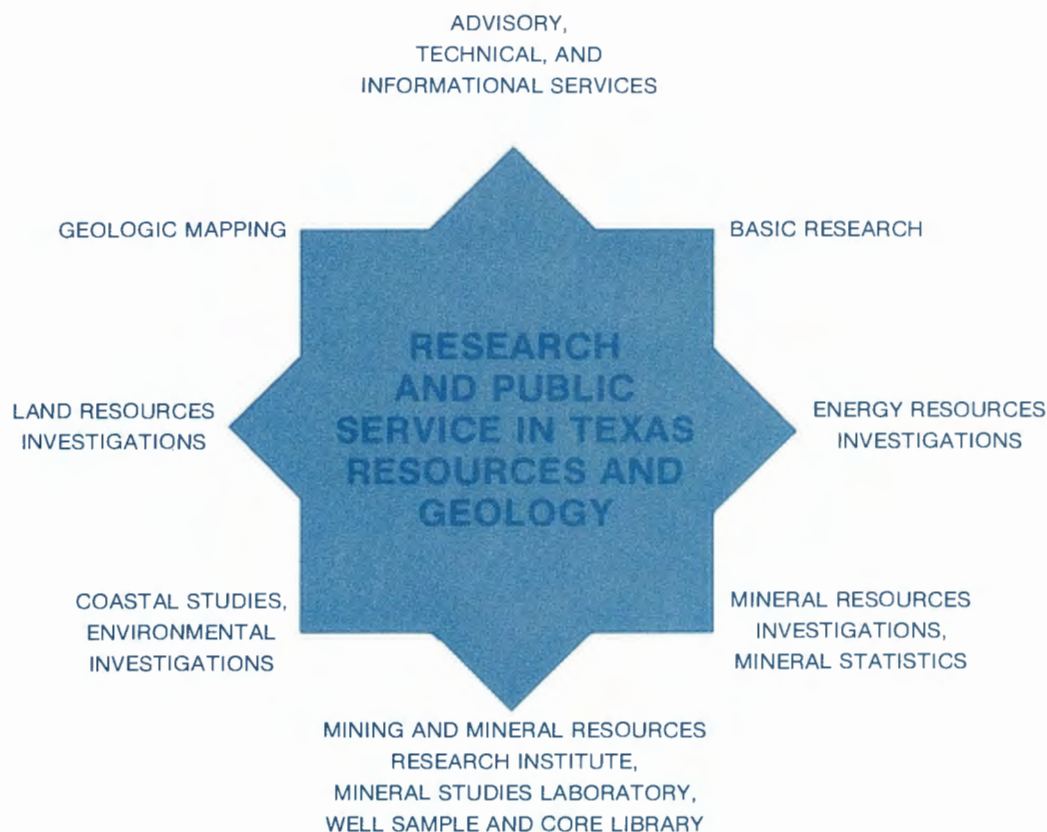 ADVISORY,
TECHNICAL, AND
INFORMATIONAL SERVICES
GEOLOGIC MAPPING
BASIC RESEARCH
RESEARCH
AND PUBLIC
SERVICE IN TEXAS
RESOURCES AND
GEOLOGY
LAND RESOURCES
INVESTIGATIONS
ENERGY RESOURCES
INVESTIGATIONS
COASTAL STUDIES,
ENVIRONMENTAL
INVESTIGATIONS
MINERAL RESOURCES
INVESTIGATIONS,
MINERAL STATISTICS
MINING AND MINERAL RESOURCES
RESEARCH INSTITUTE,
MINERAL STUDIES LABORATORY,
WELL SAMPLE AND CORE LIBRARY